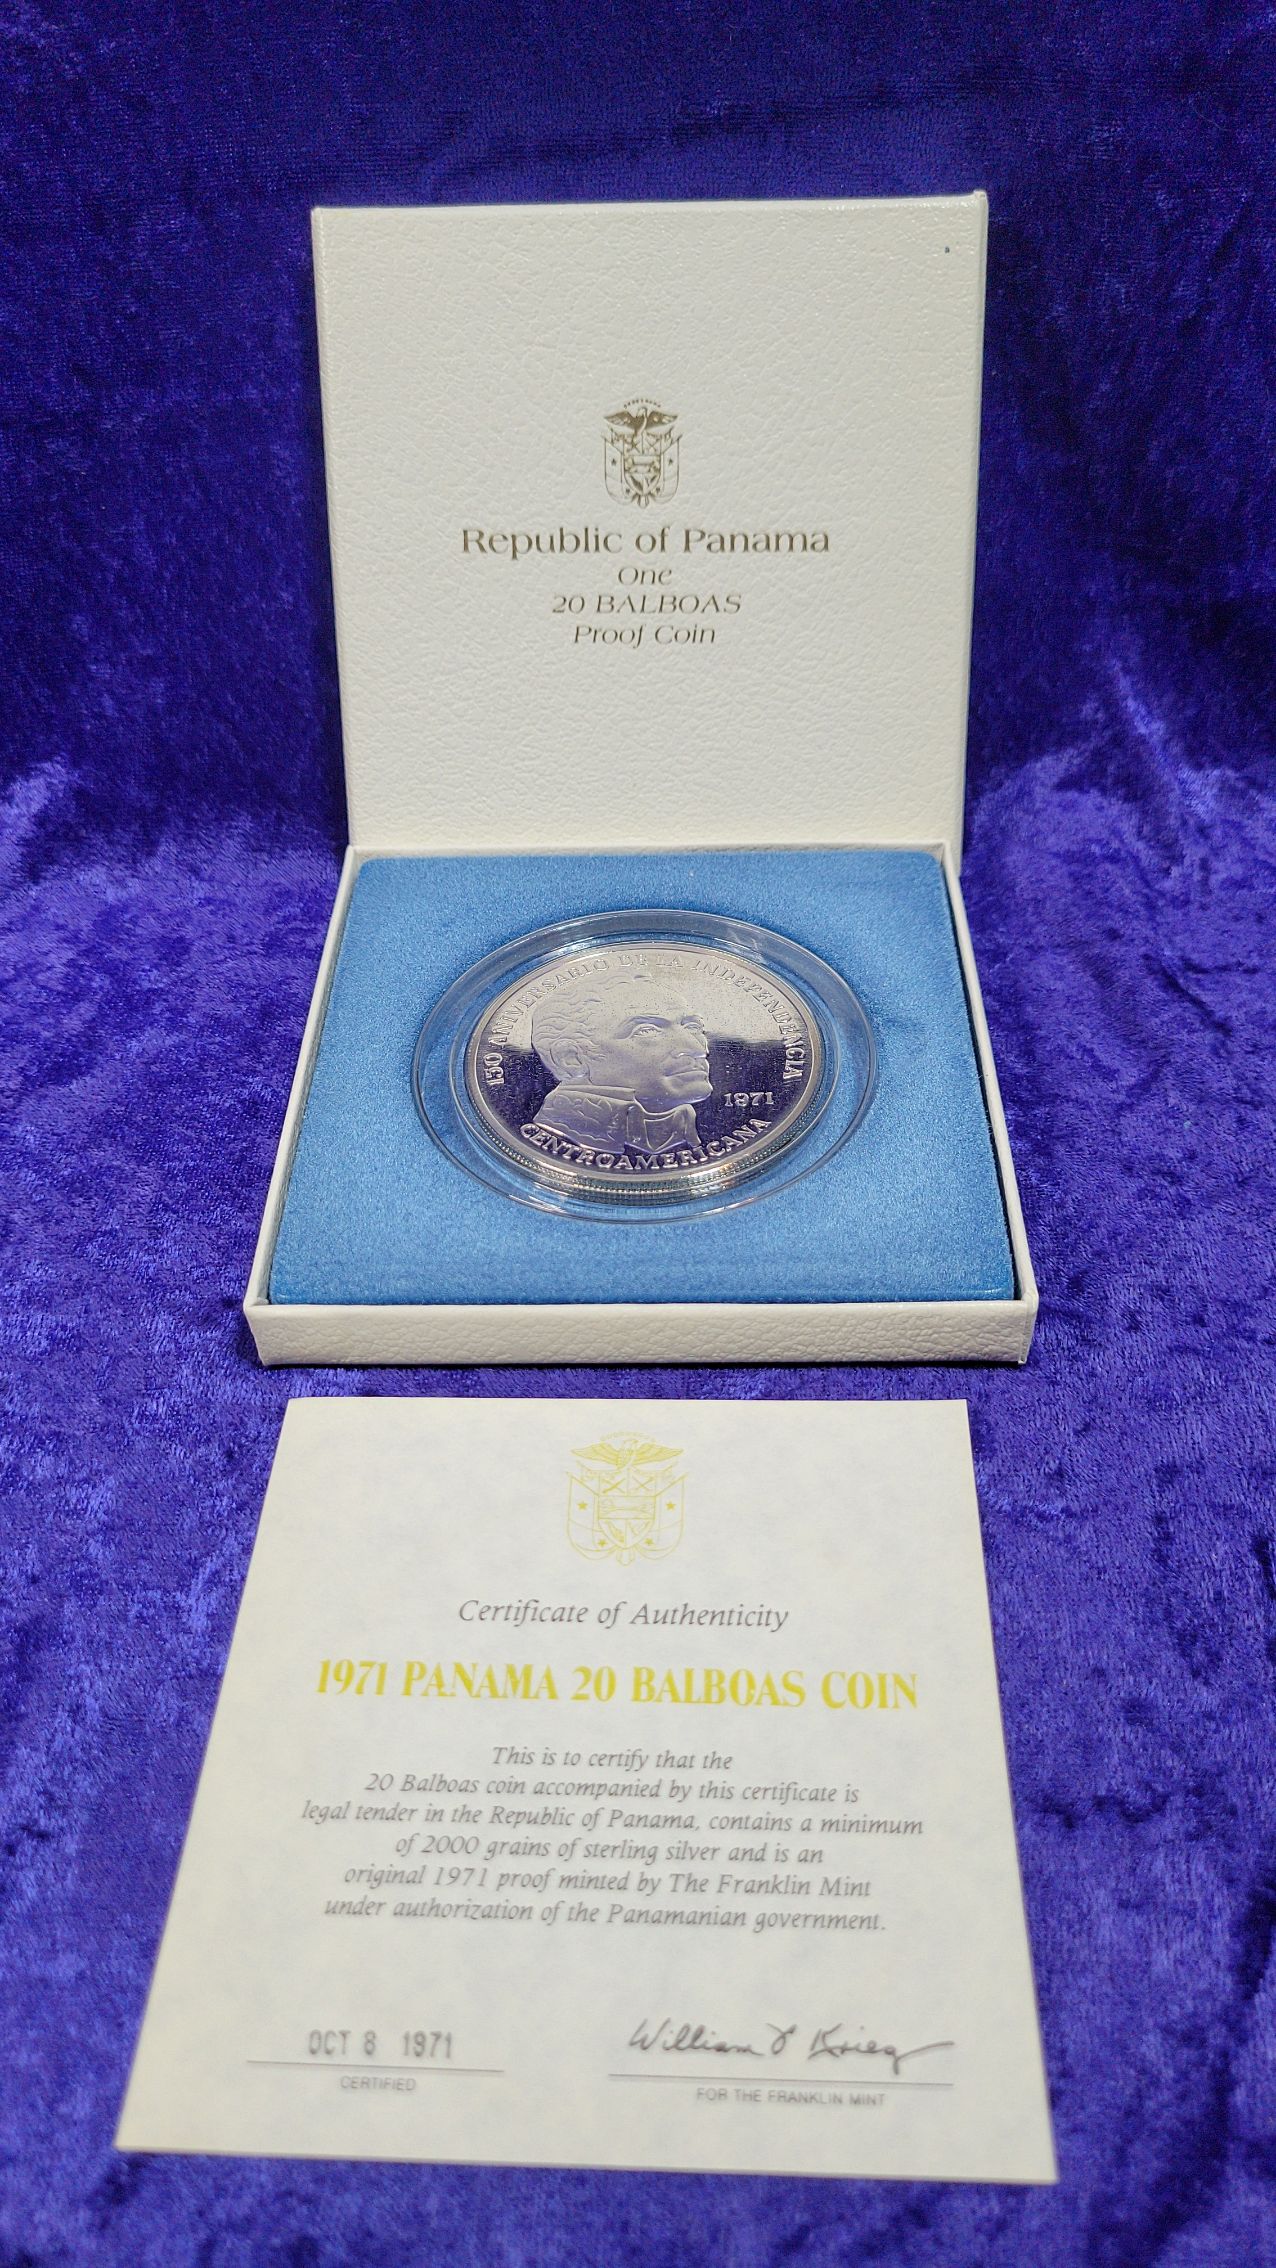 Republic of Panama
One
20 BALBOAS
Proof Coin
150 ANIVERSARIO DE LA INDEPENDENCIA
1971
CENTROAMERICANA
Certificate of Authenticity
1971 PANAMA 20 BALBOAS COIN
This is to certify that the
20 Balboas coin accompanied by this certificate is
legal tender in the Republic of Panama, contains a minimum
of 2000 grains of sterling silver and is an
original 1971 proof minted by The Franklin Mint
under authorization of the Panamanian government.
OCT 8 1971
William F Krieg
CERTIFIED
FOR THE FRANKLIN MINT